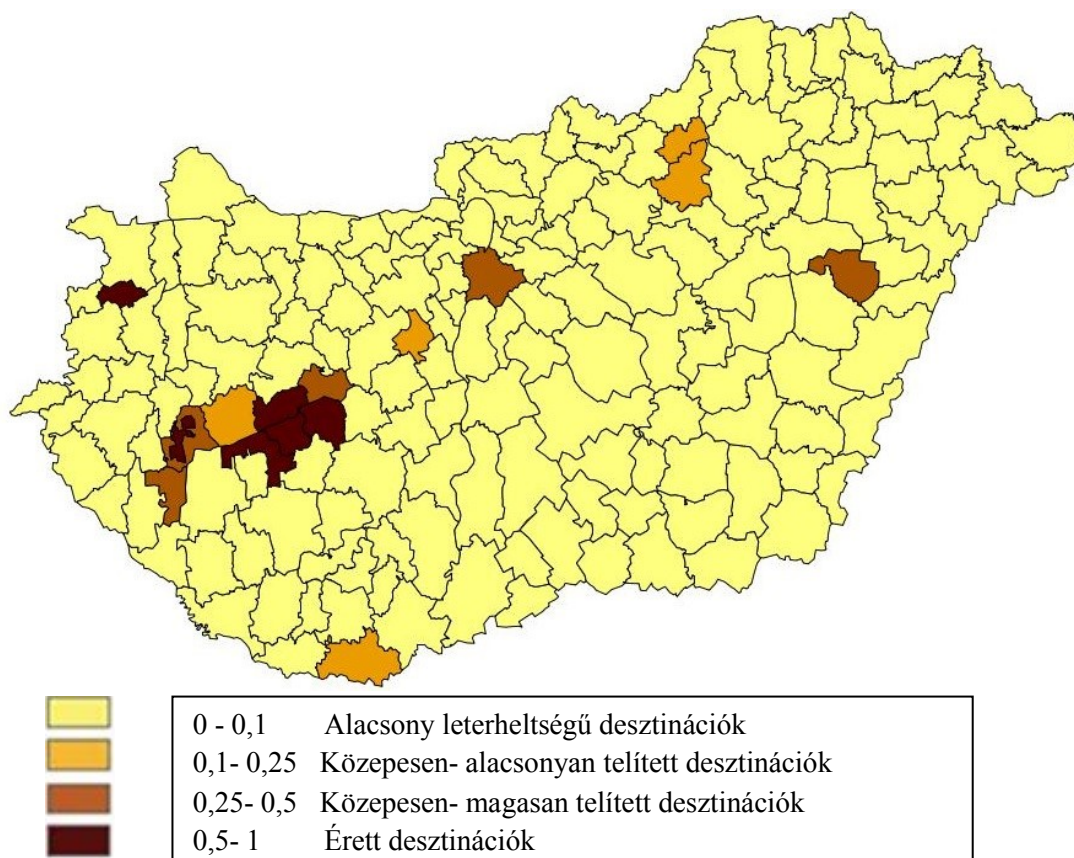 0 - 0,1 Alacsony leterheltségű desztinációk
0,1- 0,25 Közepesen- alacsonyan telített desztinációk
0,25- 0,5 Közepesen- magasan telített desztinációk
0,5- 1 Érett desztinációk